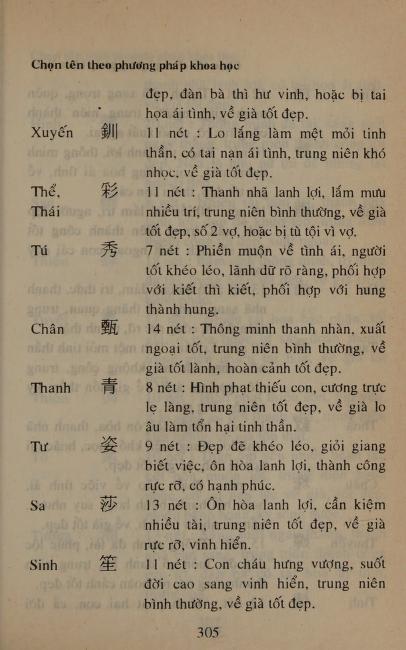 Chọn tên theo phương pháp khoa học
đẹp, đàn bà thì hư vinh, hoặc bị tai
họa ái tình, về già tốt đẹp.
Xuyến 釧 11 nét : Lo lắng làm mệt mỏi tinh
thần, có tai nạn ái tình, trung niên khó
nhọc, về già tốt đẹp.
Thể, 彩 11 nét : Thanh nhã lanh lợi, lắm mưu
Thái nhiều trí, trung niên bình thường, về già
tốt đẹp, số 2 vợ, hoặc bị tù tội vì vợ.
Tú 秀 7 nét : Phiền muộn về tình ái, người
tốt khéo léo, lãnh dữ rõ ràng, phối hợp
với kiết thì kiết, phối hợp với hung
thành hung.
Chân 甄 14 nét : Thông minh thanh nhàn, xuất
ngoại tốt, trung niên bình thường, về
già tốt lành, hoàn cảnh tốt đẹp.
Thanh 青 8 nét : Hình phạt thiếu con, cương trực
lẹ làng, trung niên tốt đẹp, về già lo
âu làm tổn hại tinh thần.
Tư 姿 9 nét : Đẹp đẽ khéo léo, giỏi giang
biết việc, ôn hòa lanh lợi, thành công
rực rỡ, có hạnh phúc.
Sa 莎 13 nét : Ôn hòa lanh lợi, cần kiệm
nhiều tài, trung niên tốt đẹp, về già
rực rỡ, vinh hiển.
Sinh 笙 11 nét : Con cháu hưng vượng, suốt
đời cao sang vinh hiển, trung niên
bình thường, về già tốt đẹp.
305